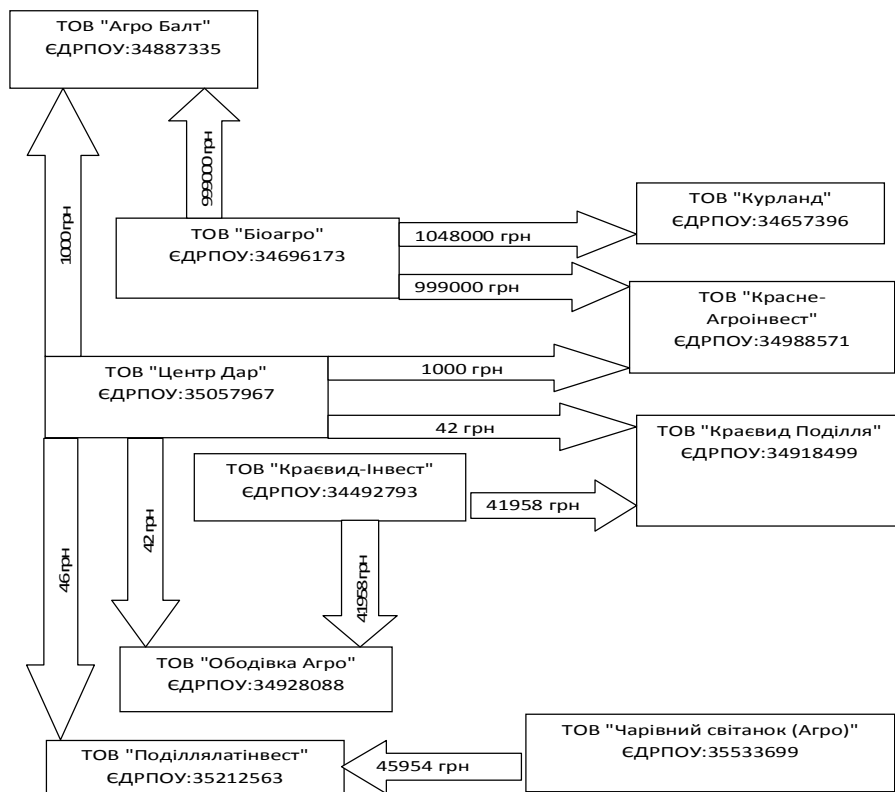 ТОВ "Агро Балт"
ЄДРПОУ:34887335
1000 грн
999000 грн
ТОВ "Біоагро"
ЄДРПОУ:34696173
1048000 грн
999000 грн
ТОВ "Курланд"
ЄДРПОУ:34657396
ТОВ "Красне-
Агроінвест"
ЄДРПОУ:34988571
ТОВ "Центр Дар"
ЄДРПОУ:35057967
1000 грн
42 грн
ТОВ "Краєвид Поділля"
ЄДРПОУ:34918499
ТОВ "Краєвид-Інвест"
ЄДРПОУ:34492793
41958 грн
46 грн
42 грн
41958 грн
ТОВ "Ободівка Агро"
ЄДРПОУ:34928088
ТОВ "Чарівний світанок (Агро)"
ЄДРПОУ:35533699
ТОВ "Поділлялатінвест"
ЄДРПОУ:35212563
45954 грн